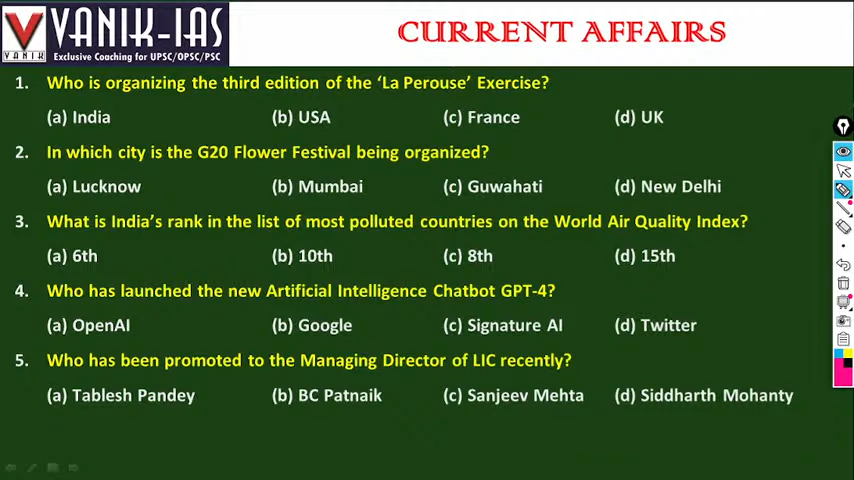 VANIK-IAS
VANIK
Exclusive Coaching for UPSC/OPSC/PSC
CURRENT AFFAIRS
1. Who is organizing the third edition of the ‘La Perouse’ Exercise?
(a) India (b) USA (c) France (d) UK
2. In which city is the G20 Flower Festival being organized?
(a) Lucknow (b) Mumbai (c) Guwahati (d) New Delhi
3. What is India’s rank in the list of most polluted countries on the World Air Quality Index?
(a) 6th (b) 10th (c) 8th (d) 15th
4. Who has launched the new Artificial Intelligence Chatbot GPT-4?
(a) OpenAI (b) Google (c) Signature AI (d) Twitter
5. Who has been promoted to the Managing Director of LIC recently?
(a) Tablesh Pandey (b) BC Patnaik (c) Sanjeev Mehta (d) Siddharth Mohanty